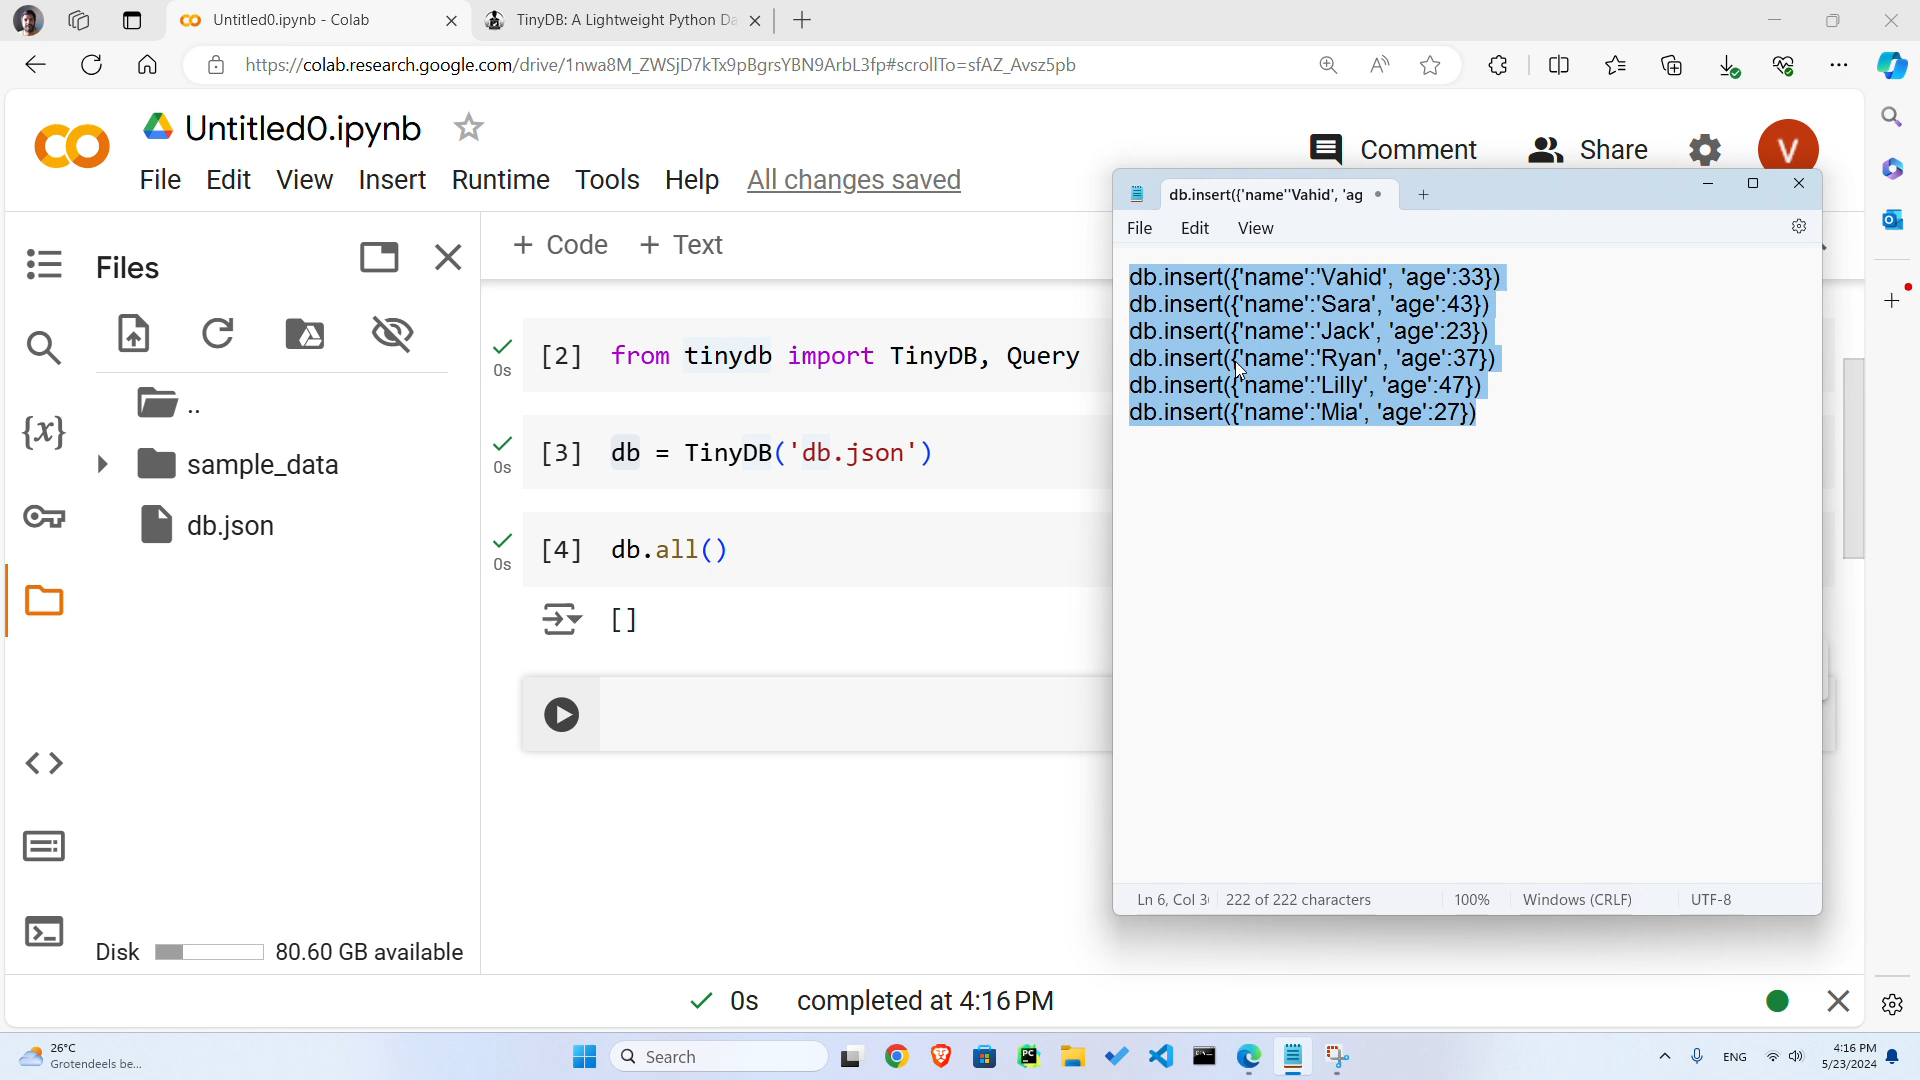 Untitled0.ipynb - Colab
TinyDB: A Lightweight Python Da
https://colab.research.google.com/drive/1nwa8M_ZWSjD7kTx9pBgrsYBN9ArbL3fp#scrollTo=sfAZ_Avsz5pb
Untitled0.ipynb
Comment
Share
V
File Edit View Insert Runtime Tools Help All changes saved
Files
+ Code + Text
..
sample_data
db.json
Disk 80.60 GB available
0s [2] from tinydb import TinyDB, Query
0s [3] db = TinyDB('db.json')
0s [4] db.all()
[]
db.insert({'name''Vahid', 'ag
File Edit View
db.insert({'name':'Vahid', 'age':33})
db.insert({'name':'Sara', 'age':43})
db.insert({'name':'Jack', 'age':23})
db.insert({'name':'Ryan', 'age':37})
db.insert({'name':'Lilly', 'age':47})
db.insert({'name':'Mia', 'age':27})
Ln 6, Col 3 222 of 222 characters 100% Windows (CRLF) UTF-8
0s completed at 4:16 PM
26°C
Grotendeels be...
Search
ENG
4:16 PM
5/23/2024